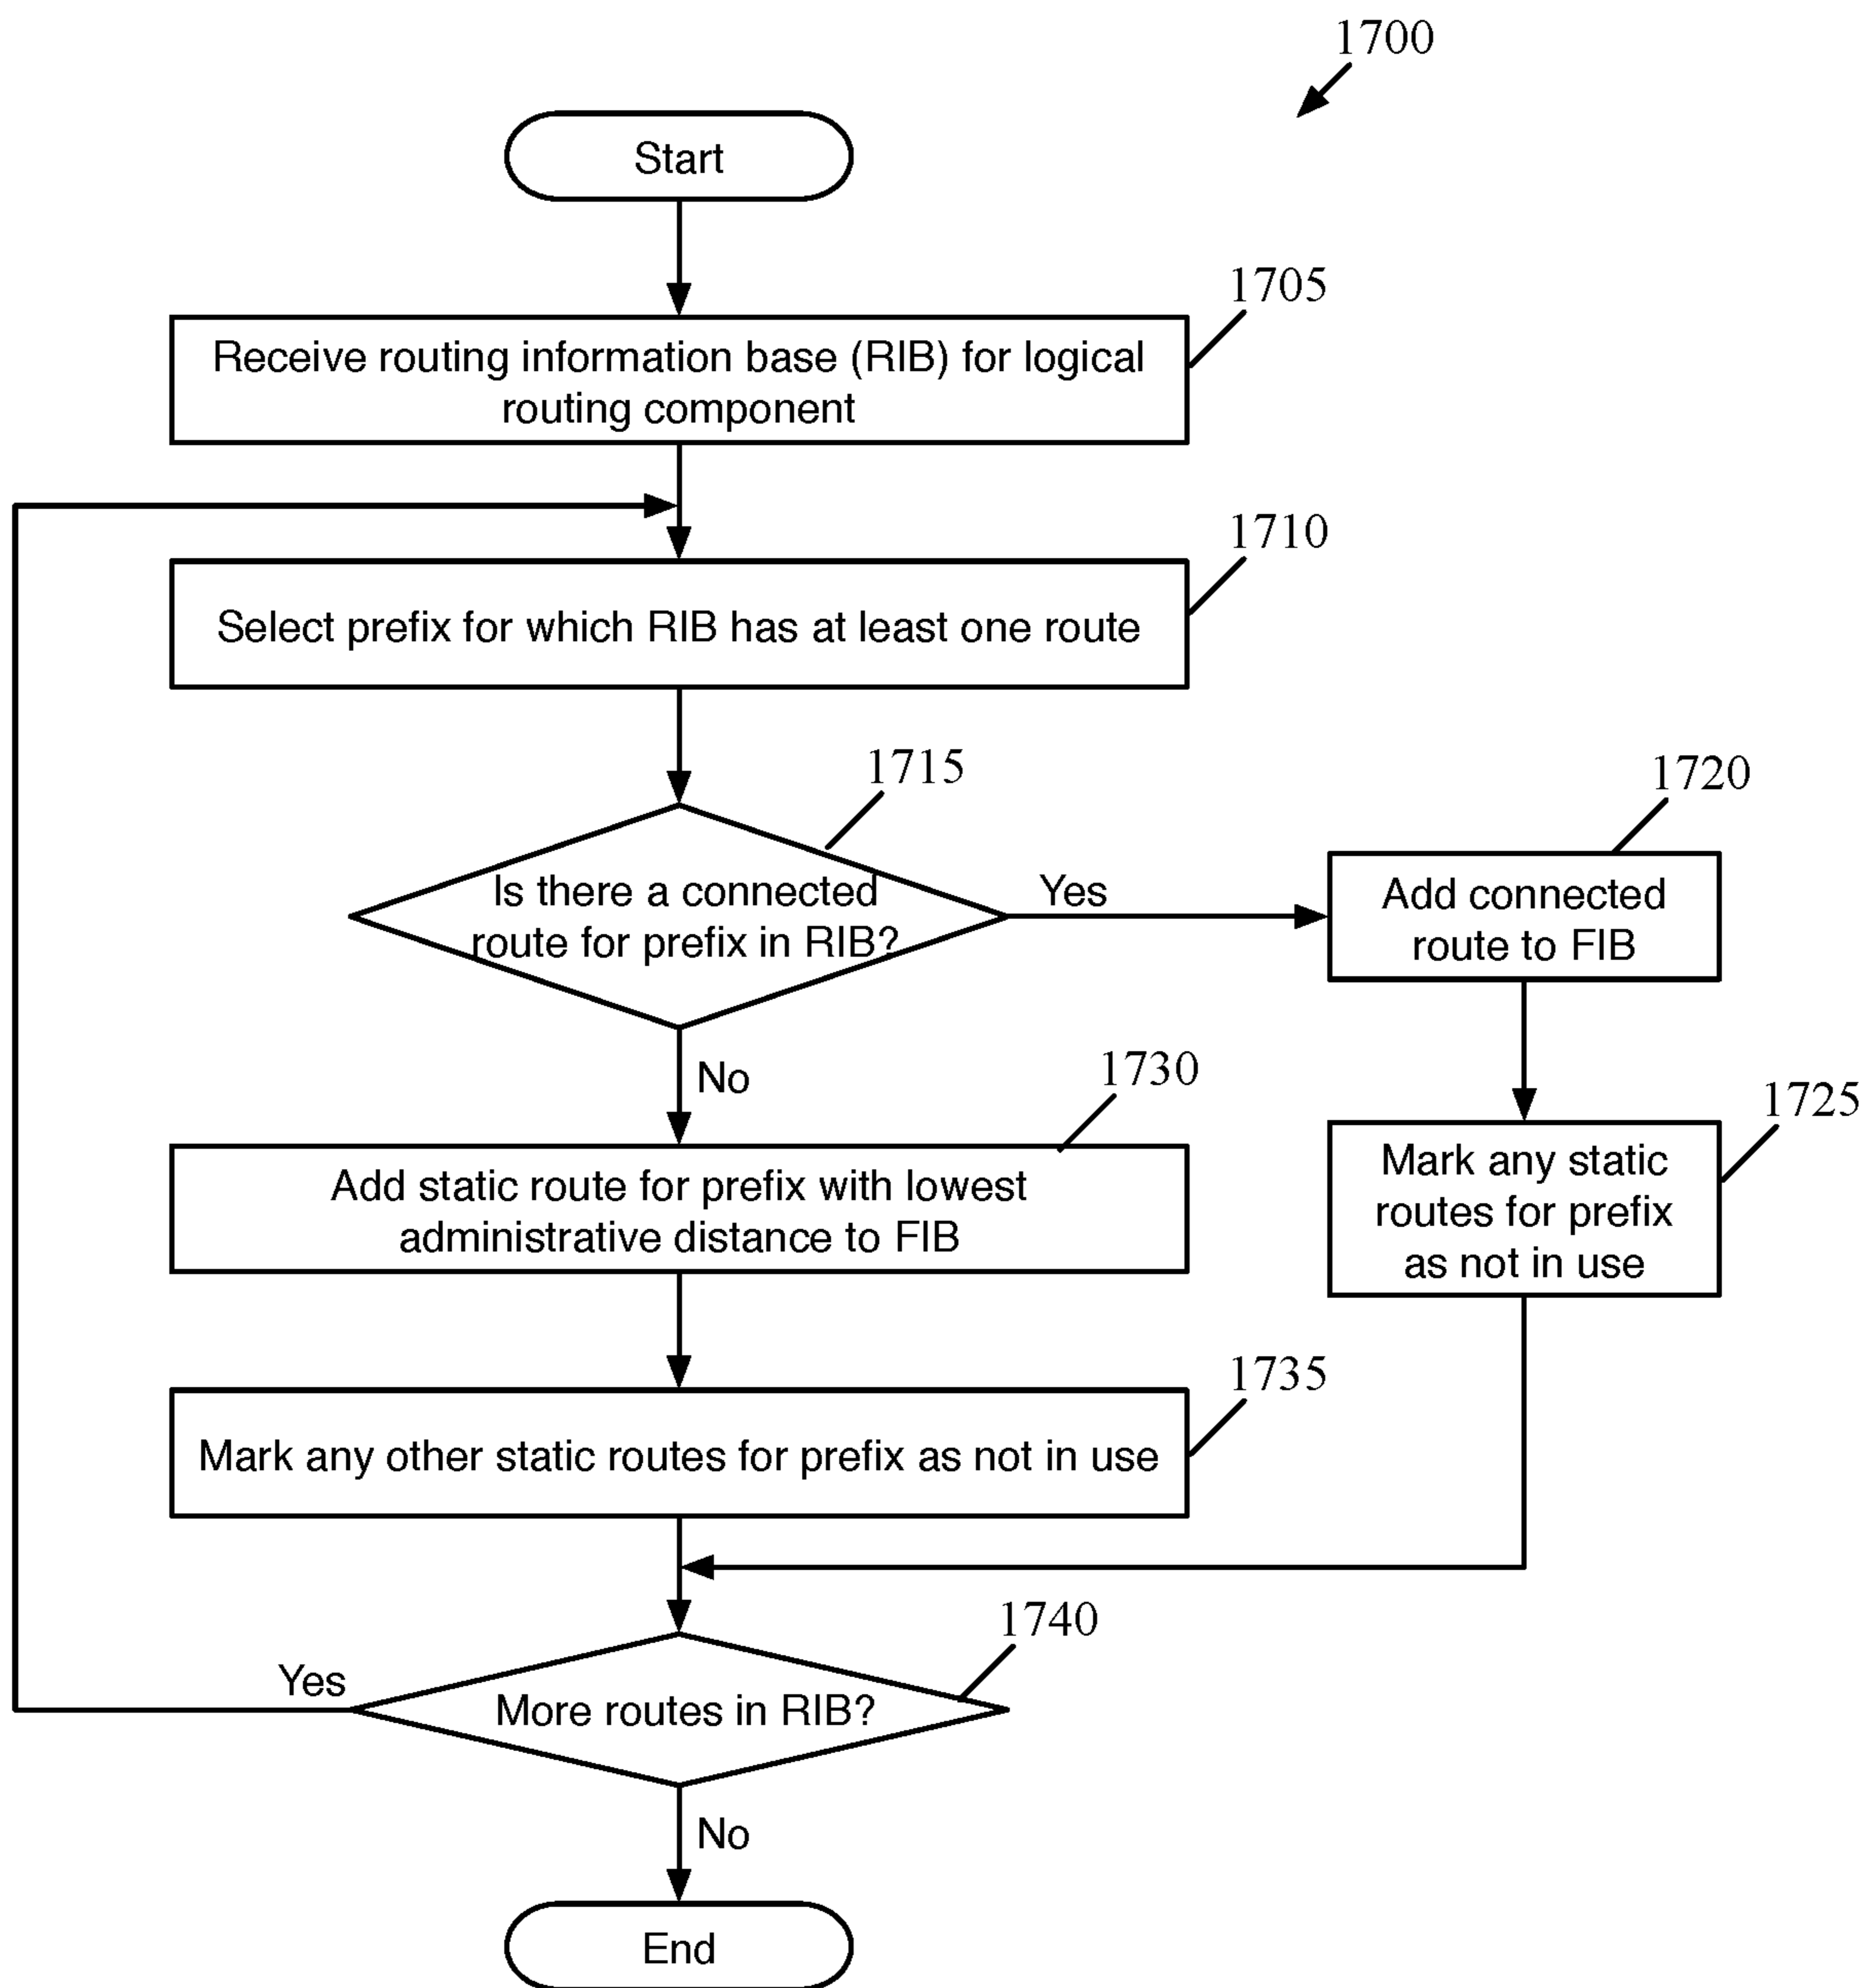 1700
Start
1705
Receive routing information base (RIB) for logical
routing component
1710
Select prefix for which RIB has at least one route
1715
Is there a connected
route for prefix in RIB?
Yes
1720
Add connected
route to FIB
No
1730
Add static route for prefix with lowest
administrative distance to FIB
1725
Mark any static
routes for prefix
as not in use
1735
Mark any other static routes for prefix as not in use
1740
Yes
More routes in RIB?
No
End